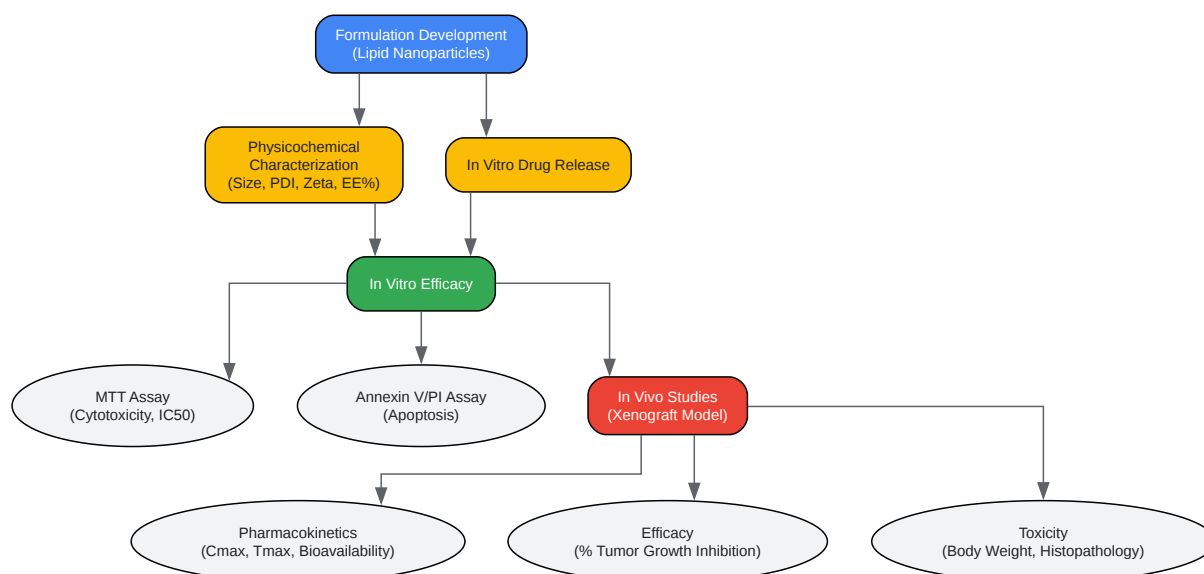 Formulation Development
(Lipid Nanoparticles)
Physicochemical
Characterization
(Size, PDI, Zeta, EE%)
In Vitro Drug Release
In Vitro Efficacy
MTT Assay
(Cytotoxicity, IC50)
Annexin V/PI Assay
(Apoptosis)
In Vivo Studies
(Xenograft Model)
Pharmacokinetics
(Cmax, Tmax, Bioavailability)
Efficacy
(% Tumor Growth Inhibition)
Toxicity
(Body Weight, Histopathology)